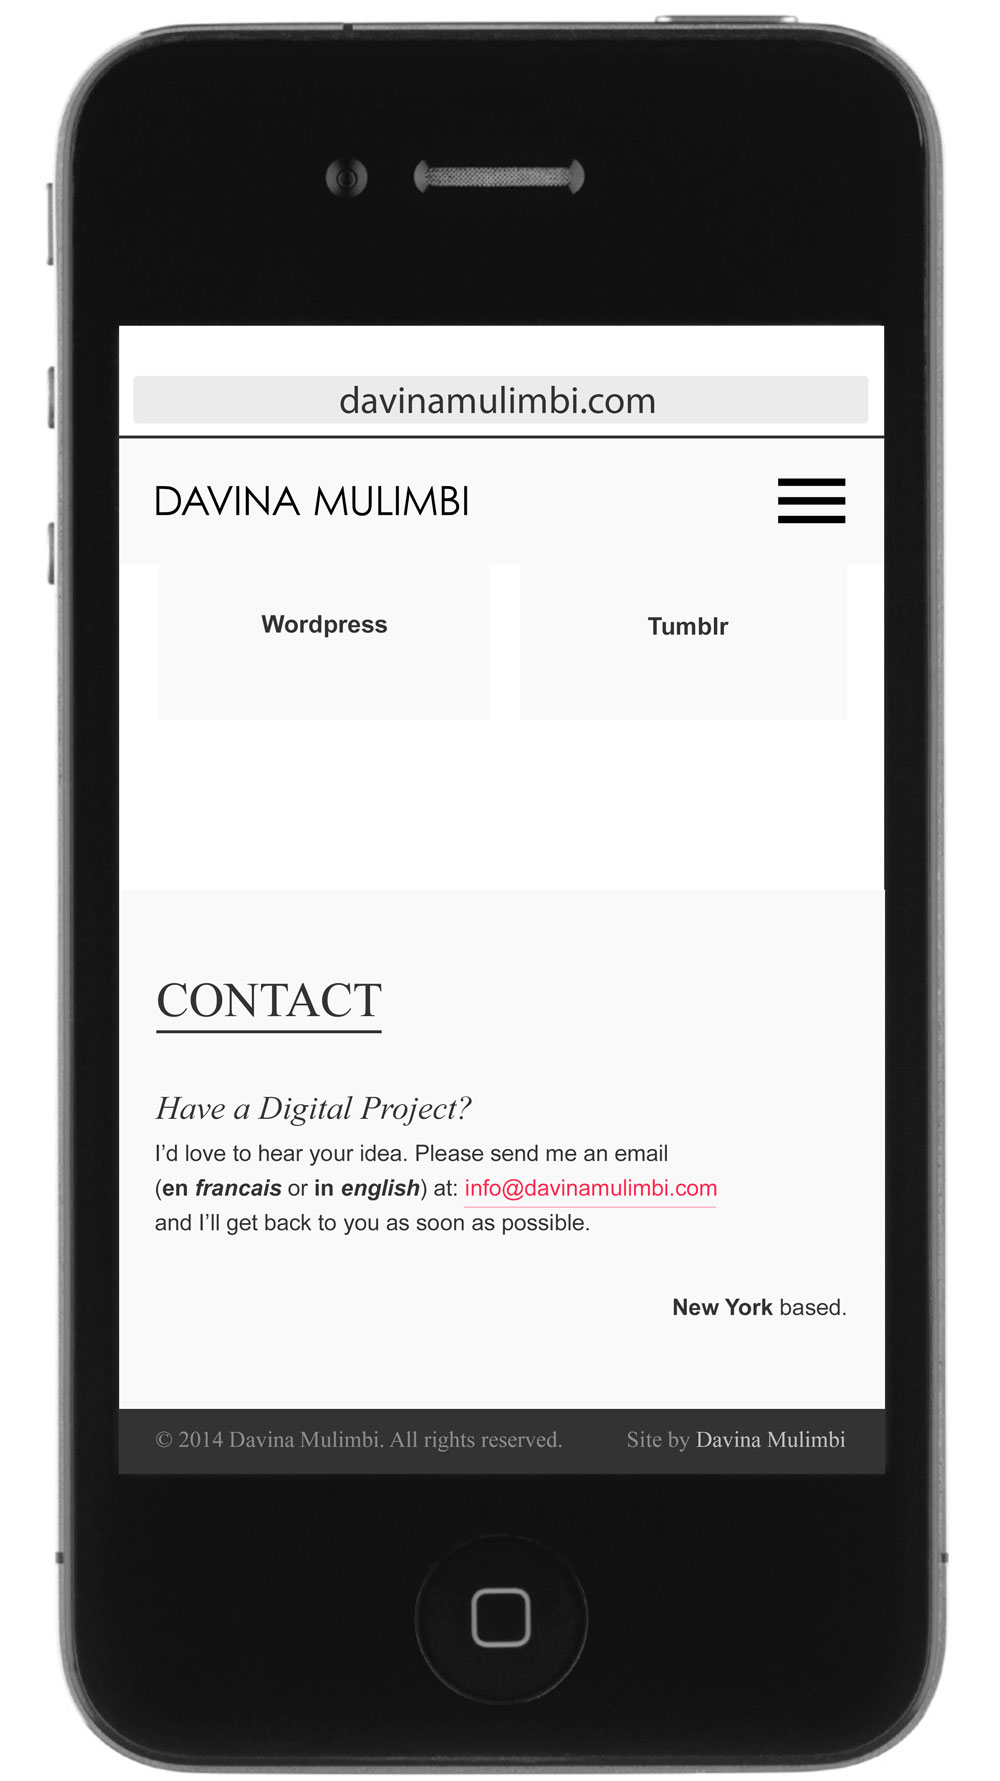 davinamulimbi.com
DAVINA MULIMBI
Wordpress
Tumblr
CONTACT
Have a Digital Project?
I’d love to hear your idea. Please send me an email
(en francais or in english) at: info@davinamulimbi.com
and I’ll get back to you as soon as possible.
New York based.
© 2014 Davina Mulimbi. All rights reserved. Site by Davina Mulimbi